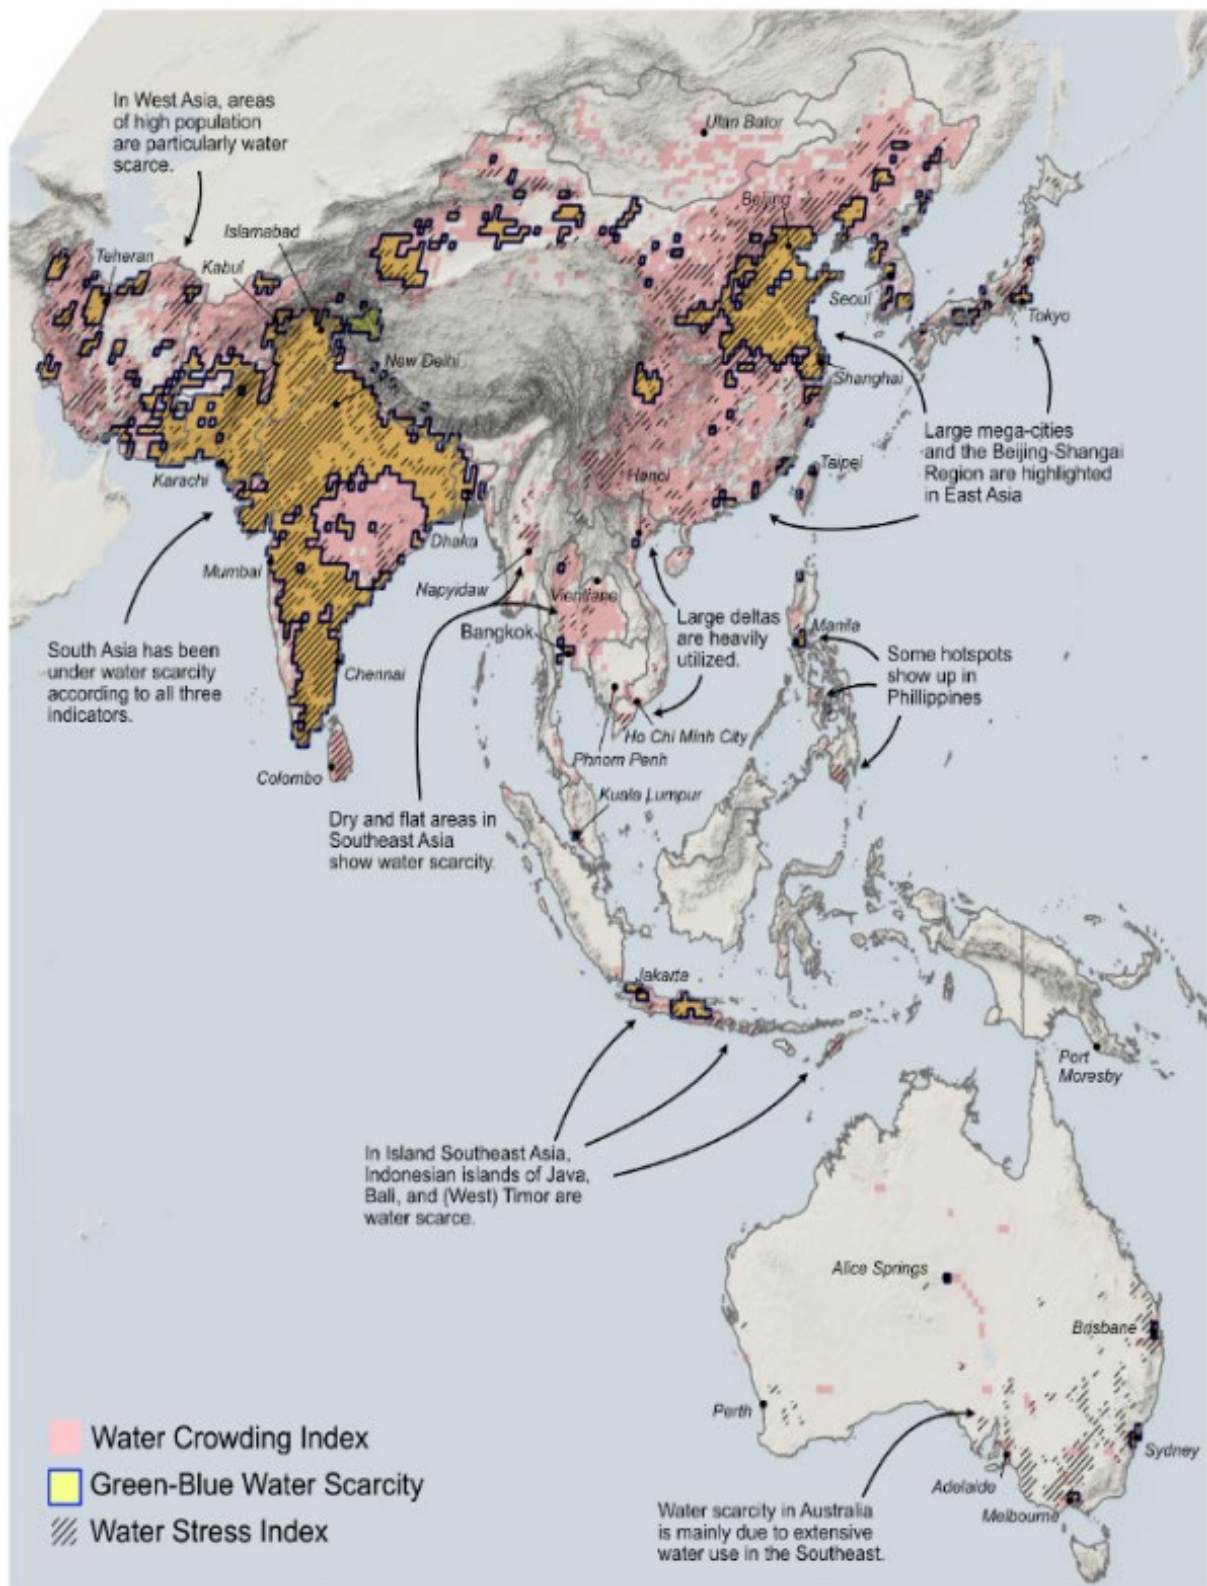 In West Asia, areas
of high population
are particularly water
scarce.
Ulan Bator
Islamabad
Beijing
Teheran
Kabul
Seoul
Tokyo
New Delhi
Shanghai
Large mega-cities
and the Beijing-Shangai
Region are highlighted
in East Asia
Karachi
Hanoi
Taipei
Dhaka
Mumbai
Napyidaw
Vientiane
Large deltas
are heavily
utilized.
Bangkok
Manila
South Asia has been
under water scarcity
according to all three
indicators.
Chennai
Some hotspots
show up in
Phillippines
Ho Chi Minh City
Phnom Penh
Colombo
Kuala Lumpur
Dry and flat areas in
Southeast Asia
show water scarcity.
Jakarta
Port
Moresby
In Island Southeast Asia,
Indonesian islands of Java,
Bali, and (West) Timor are
water scarce.
Alice Springs
Brisbane
Perth
Sydney
Adelaide
Melbourne
Water scarcity in Australia
is mainly due to extensive
water use in the Southeast.
Water Crowding Index
Green-Blue Water Scarcity
Water Stress Index